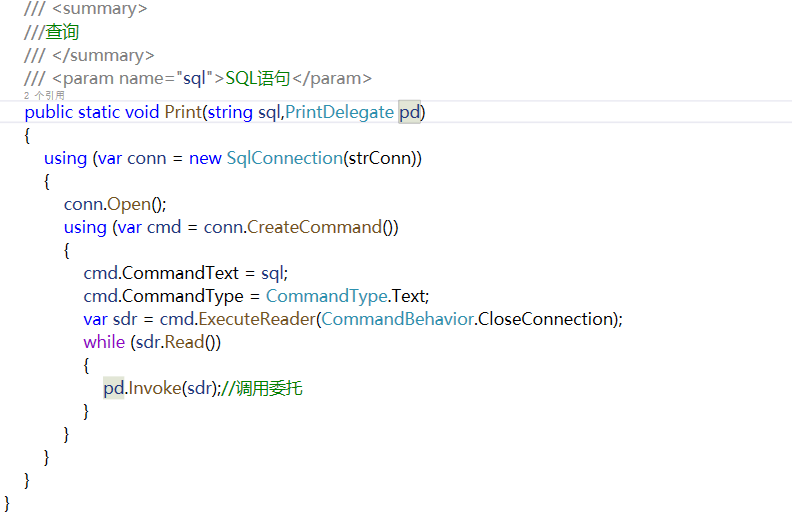 /// <summary>
///查询
/// </summary>
/// <param name="sql">SQL语句</param>
2 个引用
public static void Print(string sql,PrintDelegate pd)
{
using (var conn = new SqlConnection(strConn))
{
conn.Open();
using (var cmd = conn.CreateCommand())
{
cmd.CommandText = sql;
cmd.CommandType = CommandType.Text;
var sdr = cmd.ExecuteReader(CommandBehavior.CloseConnection);
while (sdr.Read())
{
pd.Invoke(sdr);//调用委托
}
}
}
}
}